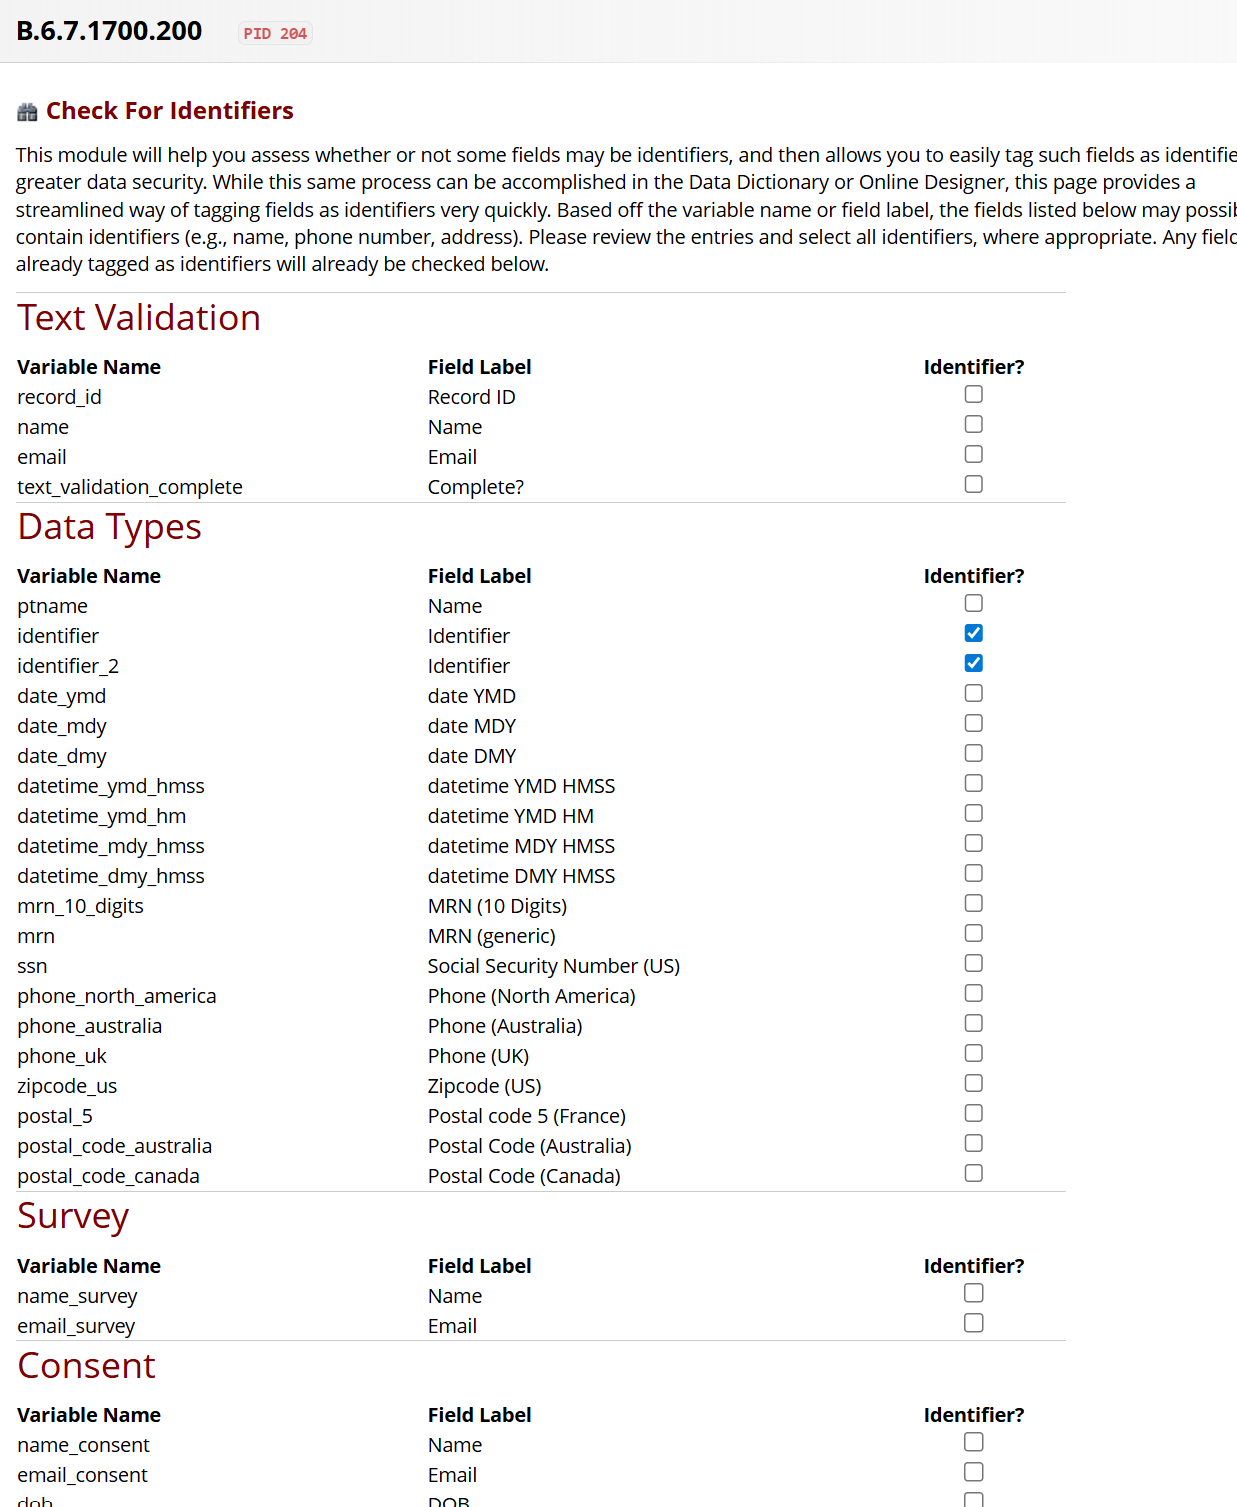 B.6.7.1700.200 PID 204
Check For Identifiers
This module will help you assess whether or not some fields may be identifiers, and then allows you to easily tag such fields as
greater data security. While this same process can be accomplished in the Data Dictionary or Online Designer, this page provides a
streamlined way of tagging fields as identifiers very quickly. Based off the variable name or field label, the fields listed below may
contain identifiers (e.g., name, phone number, address). Please review the entries and select all identifiers, where appropriate. Any
already tagged as identifiers will already be checked below.
Text Validation
Variable Name Field Label Identifier?
record_id Record ID
name Name
email Email
text_validation_complete Complete?
Data Types
Variable Name Field Label Identifier?
ptname Name
identifier Identifier
identifier_2 Identifier
date_ymd date YMD
date_mdy date MDY
date_dmy date DMY
datetime_ymd_hmss datetime YMD HMSS
datetime_ymd_hm datetime YMD HM
datetime_mdy_hmss datetime MDY HMSS
datetime_dmy_hmss datetime DMY HMSS
mrn_10_digits MRN (10 Digits)
mrn MRN (generic)
ssn Social Security Number (US)
phone_north_america Phone (North America)
phone_australia Phone (Australia)
phone_uk Phone (UK)
zipcode_us Zipcode (US)
postal_5 Postal code 5 (France)
postal_code_australia Postal Code (Australia)
postal_code_canada Postal Code (Canada)
Survey
Variable Name Field Label Identifier?
name_survey Name
email_survey Email
Consent
Variable Name Field Label Identifier?
name_consent Name
email_consent Email
dob DOB